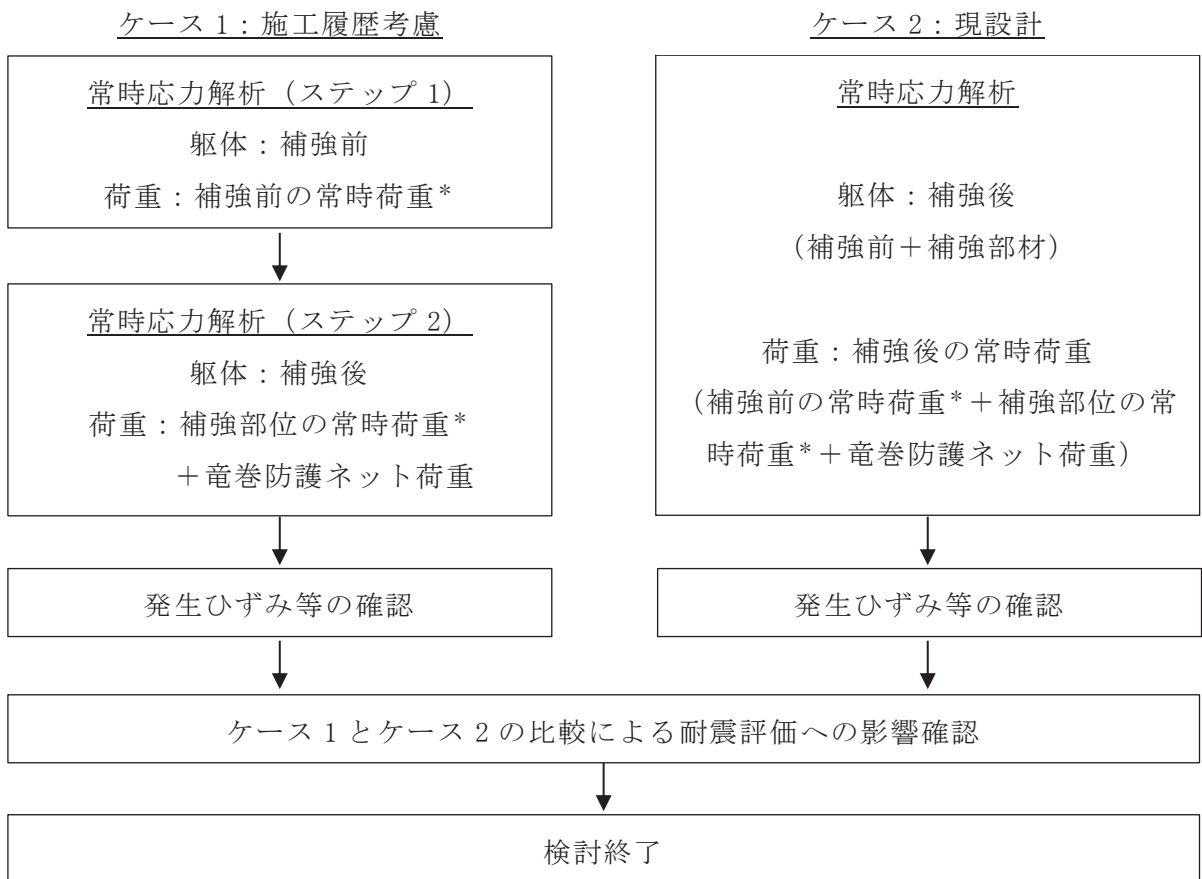 ケース 1：施工履歴考慮
常時応力解析（ステップ 1）
躯体：補強前
荷重：補強前の常時荷重*
常時応力解析（ステップ 2）
躯体：補強後
荷重：補強部位の常時荷重*
＋竜巻防護ネット荷重
発生ひずみ等の確認
ケース 2：現設計
常時応力解析
躯体：補強後
（補強前＋補強部材）
荷重：補強後の常時荷重
（補強前の常時荷重*＋補強部位の常
時荷重*＋竜巻防護ネット荷重）
発生ひずみ等の確認
ケース 1 とケース 2 の比較による耐震評価への影響確認
検討終了